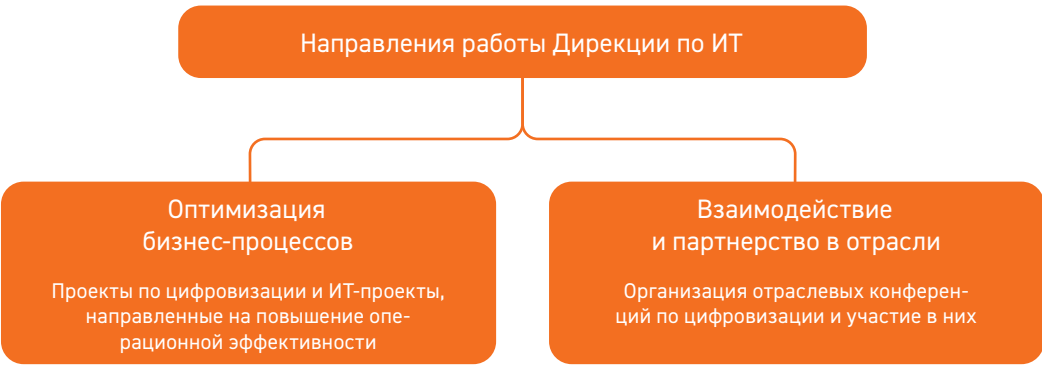 Направления работы Дирекции по ИТ
Оптимизация
бизнес-процессов
Проекты по цифровизации и ИТ-проекты,
направленные на повышение опе-
рационной эффективности
Взаимодействие
и партнерство в отрасли
Организация отраслевых конферен-
ций по цифровизации и участие в них